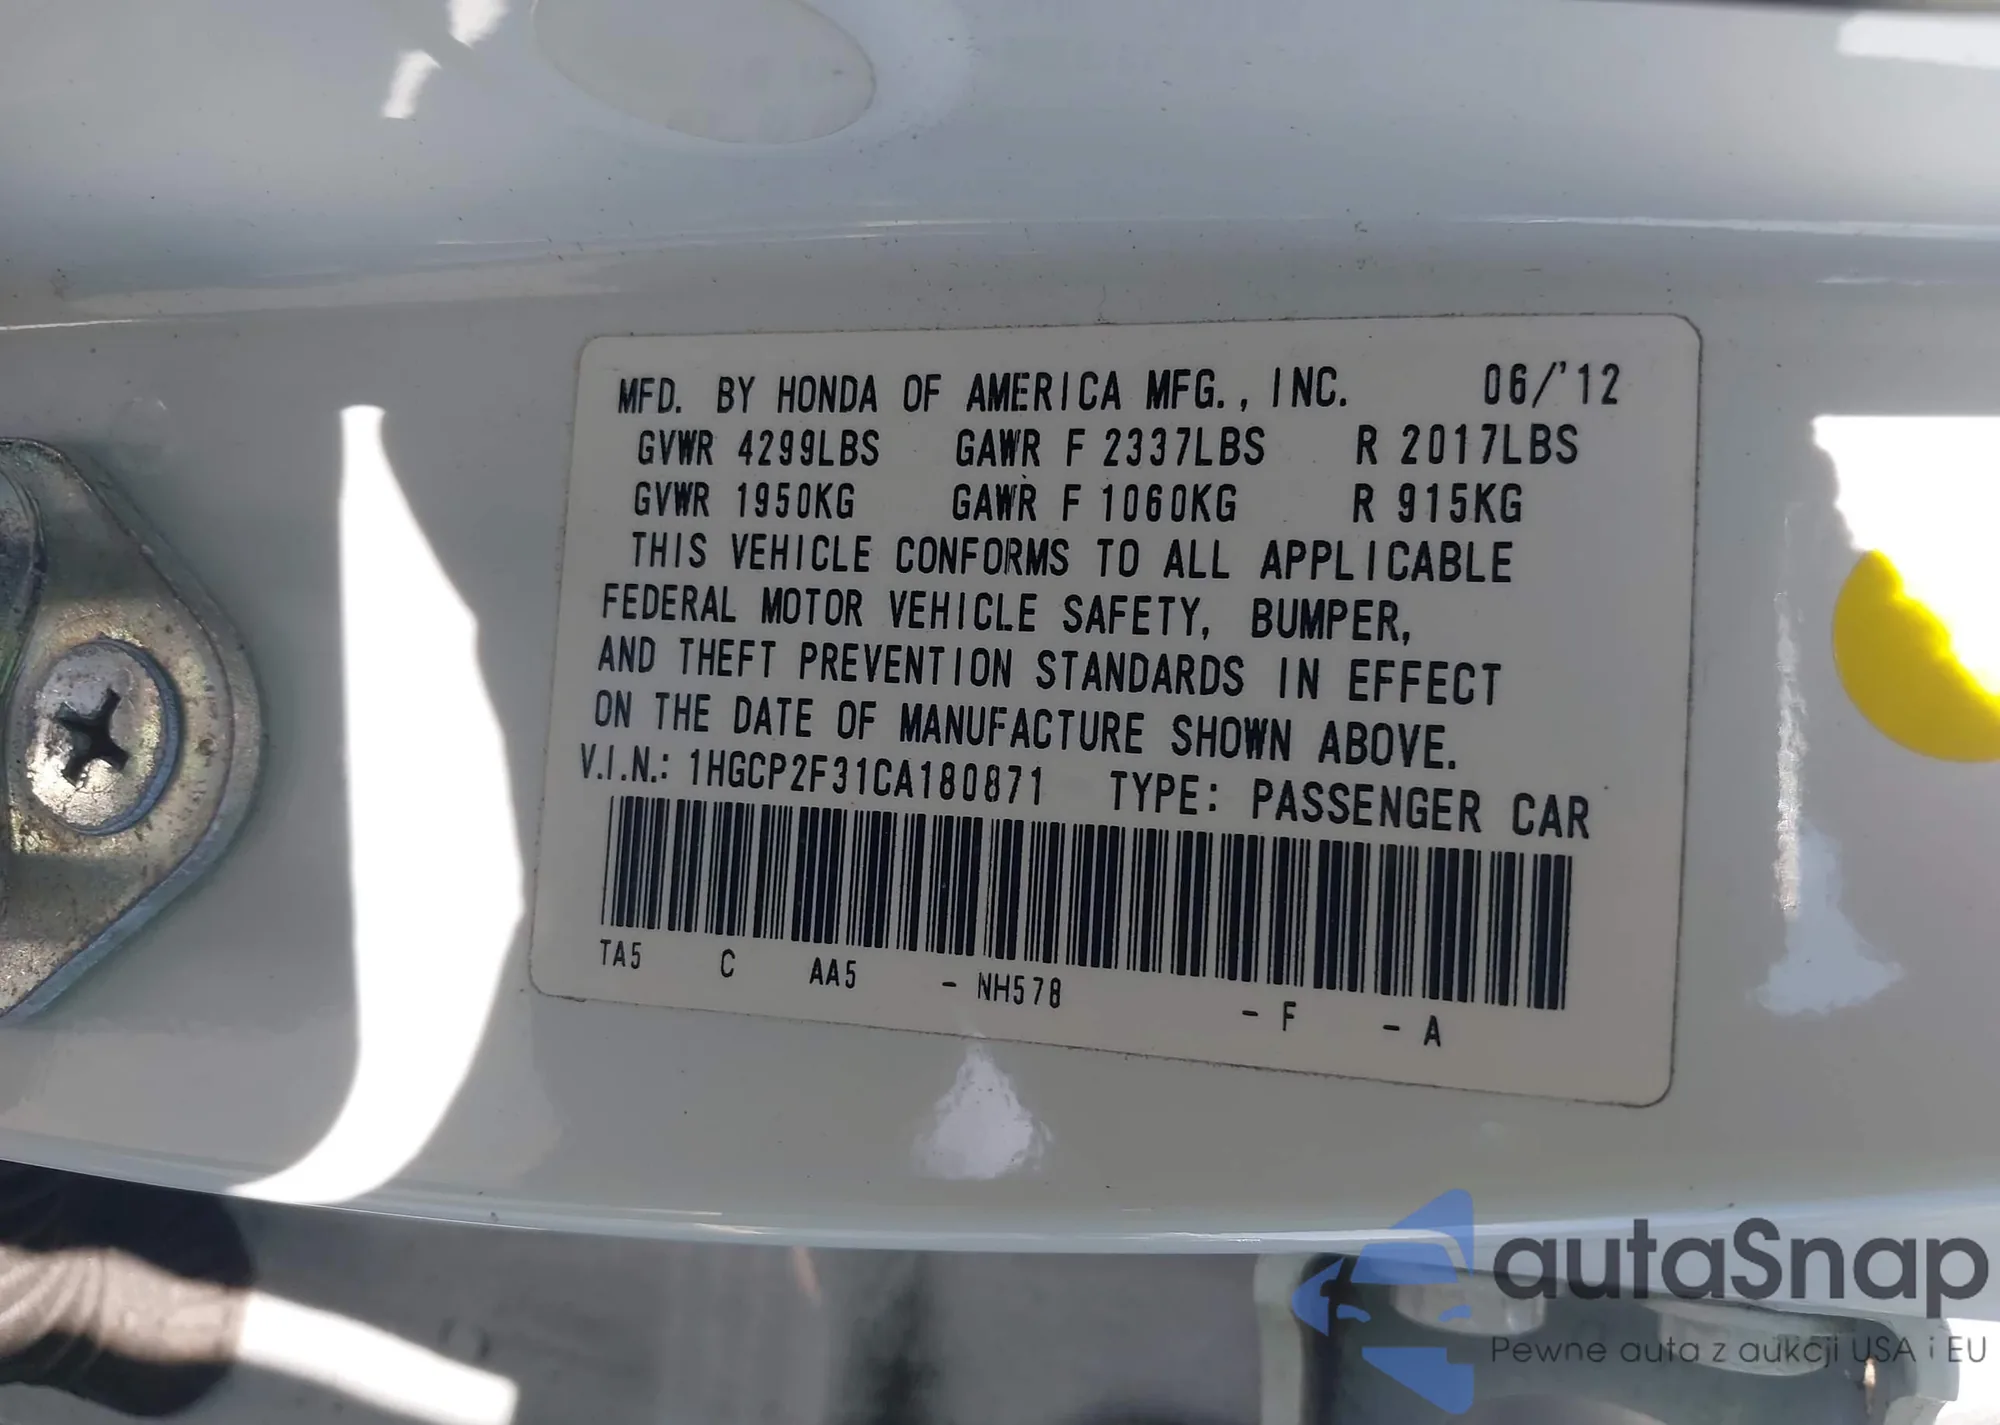 MFD. BY HONDA OF AMERICA MFG., INC. 06/'12
GVWR 4299LBS GAWR F 2337LBS R 2017LBS
GVWR 1950KG GAWR F 1060KG R 915KG
THIS VEHICLE CONFORMS TO ALL APPLICABLE
FEDERAL MOTOR VEHICLE SAFETY, BUMPER,
AND THEFT PREVENTION STANDARDS IN EFFECT
ON THE DATE OF MANUFACTURE SHOWN ABOVE.
V.I.N.: 1HGCP2F31CA180871 TYPE: PASSENGER CAR
TA5 C AA5 - NH578 - F - A
autaSnap
Pewne auta z aukcji USA i EU